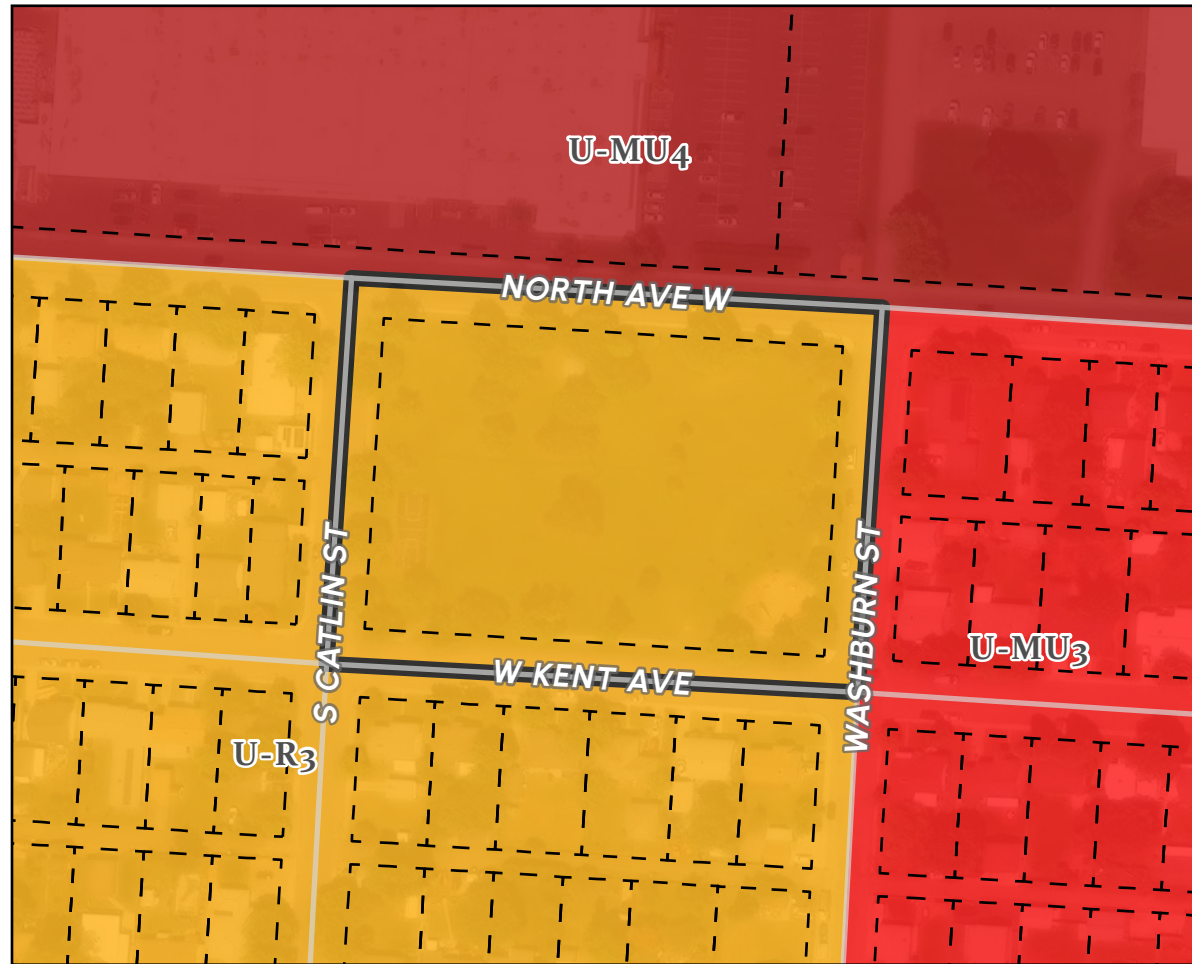 U-MU4
NORTH AVE W
S CATLIN ST
WASHBURN ST
U-MU3
W KENT AVE
U-R3